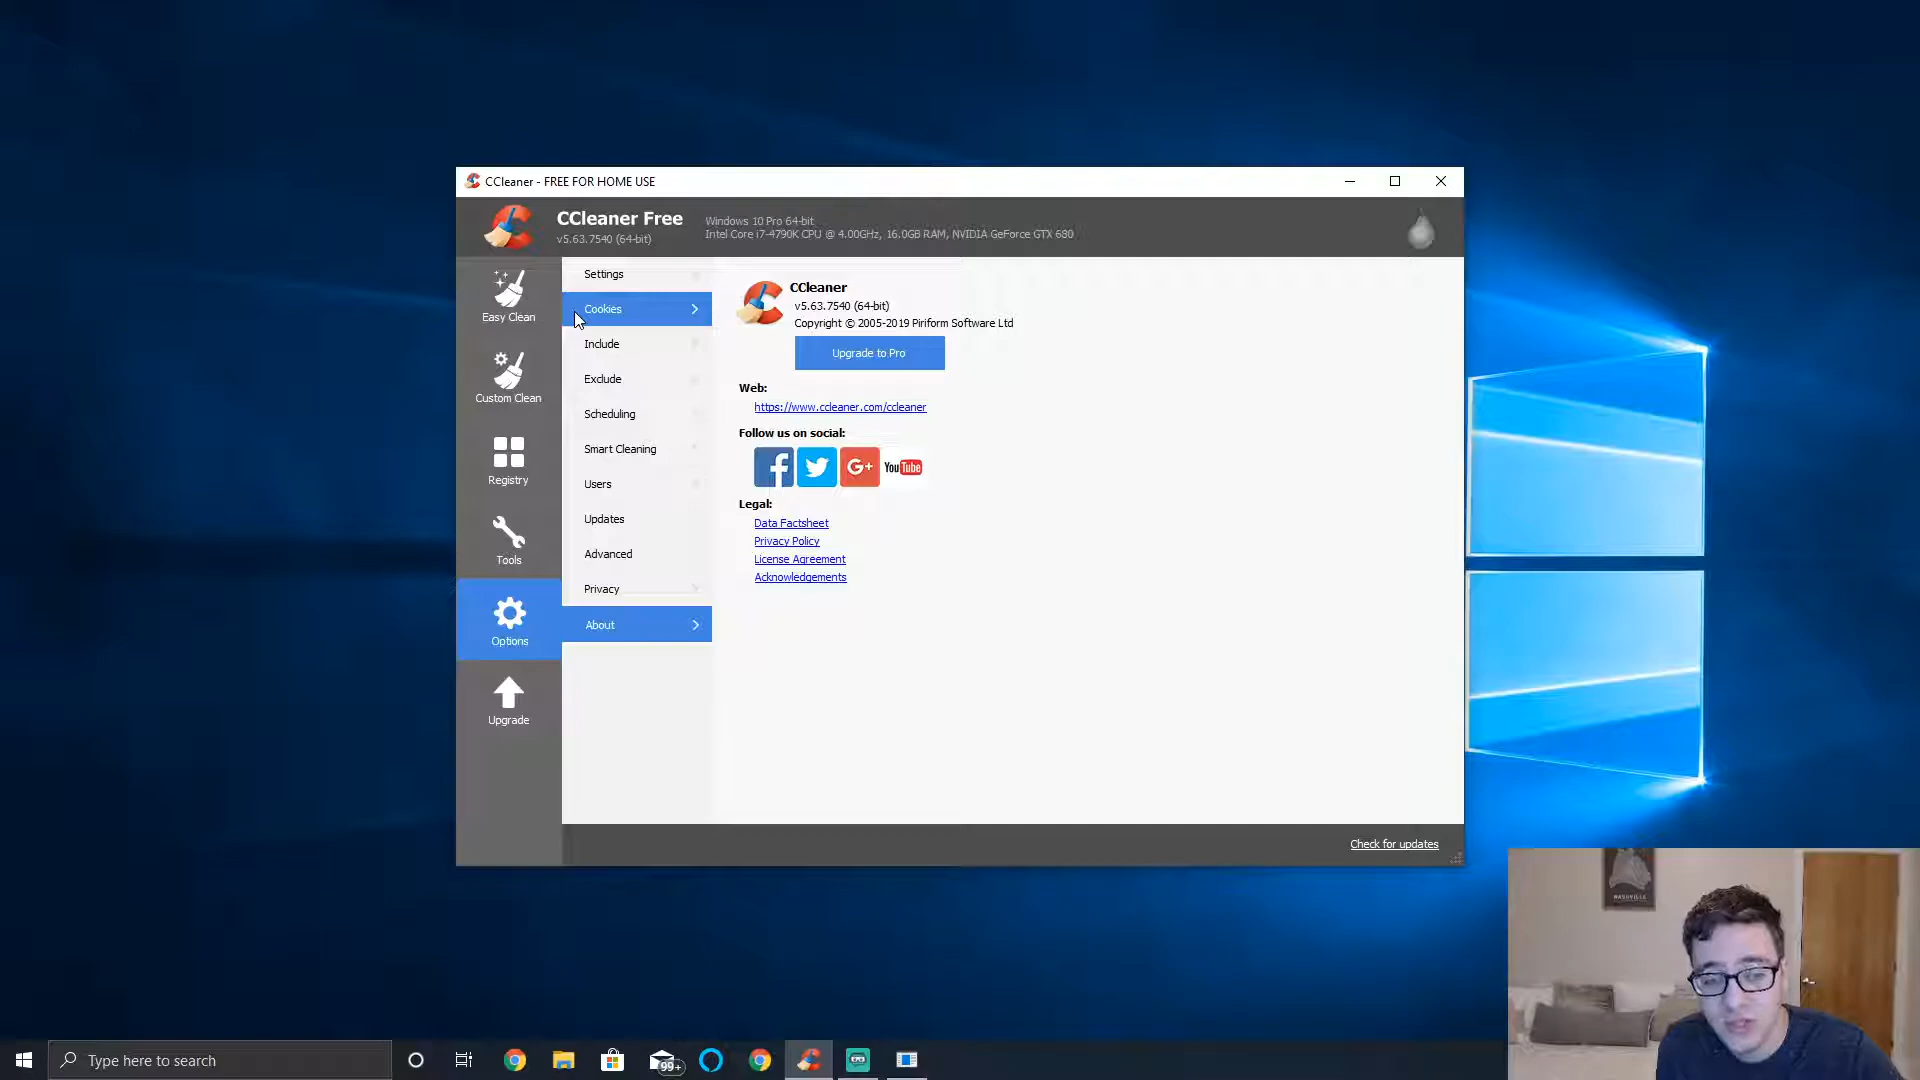 CCleaner - FREE FOR HOME USE
CCleaner Free
v5.63.7540 (64-bit)
Windows 10 Pro 64-bit
Intel Core i7-4790K CPU @ 4.00GHz, 16.0GB RAM, NVIDIA GeForce GTX 680
Easy Clean
Custom Clean
Registry
Tools
Options
Upgrade
Settings
Cookies
Include
Exclude
Scheduling
Smart Cleaning
Users
Updates
Advanced
Privacy
About
CCleaner
v5.63.7540 (64-bit)
Copyright © 2005-2019 Piriform Software Ltd
Upgrade to Pro
Web:
https://www.ccleaner.com/ccleaner
Follow us on social:
G+
YouTube
Legal:
Data Factsheet
Privacy Policy
License Agreement
Acknowledgements
Check for updates
NASHVILLE
Type here to search
99+